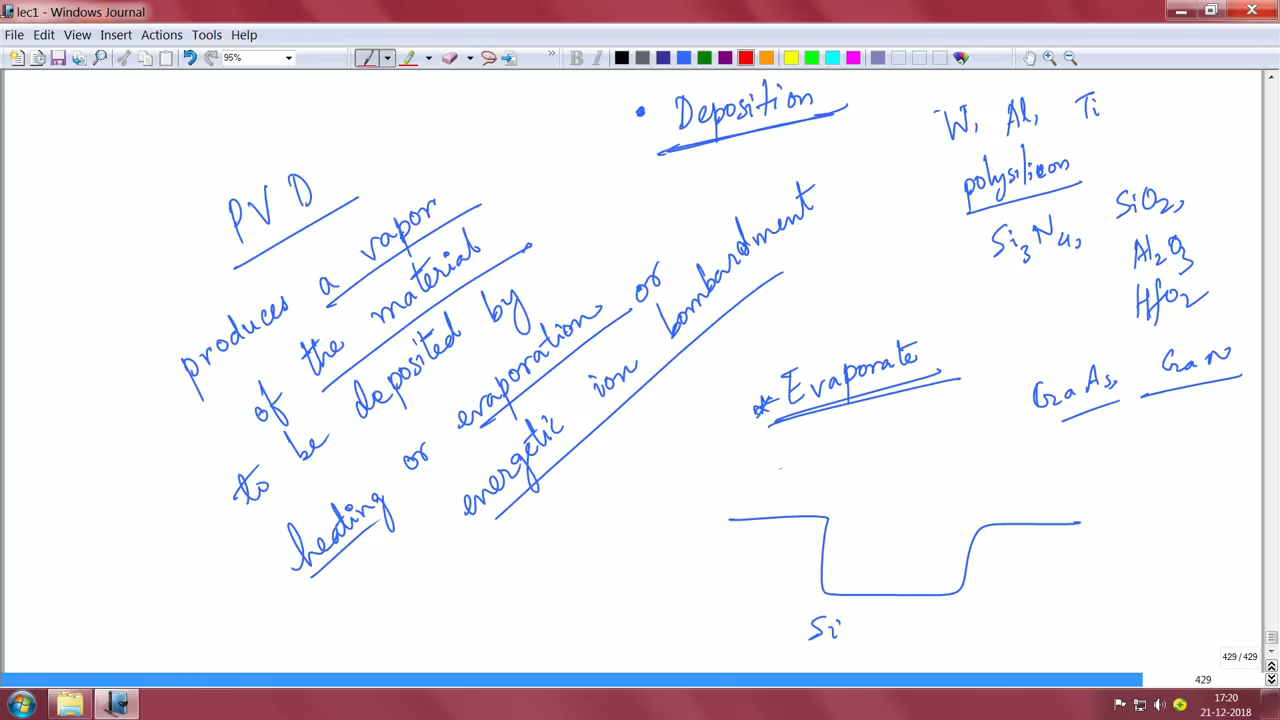 lec1 - Windows Journal
File Edit View Insert Actions Tools Help
95%
• Deposition
W, Al, Ti
polysilicon
Si3N4,
SiO2,
Al2O3
HfO2
GaAs,
GaN
PVD
produces a vapor
of the material
to be deposited by
heating or evaporation or
energetic ion bombardment
* Evaporate
Si
429 / 429
429
17:20
21-12-2018